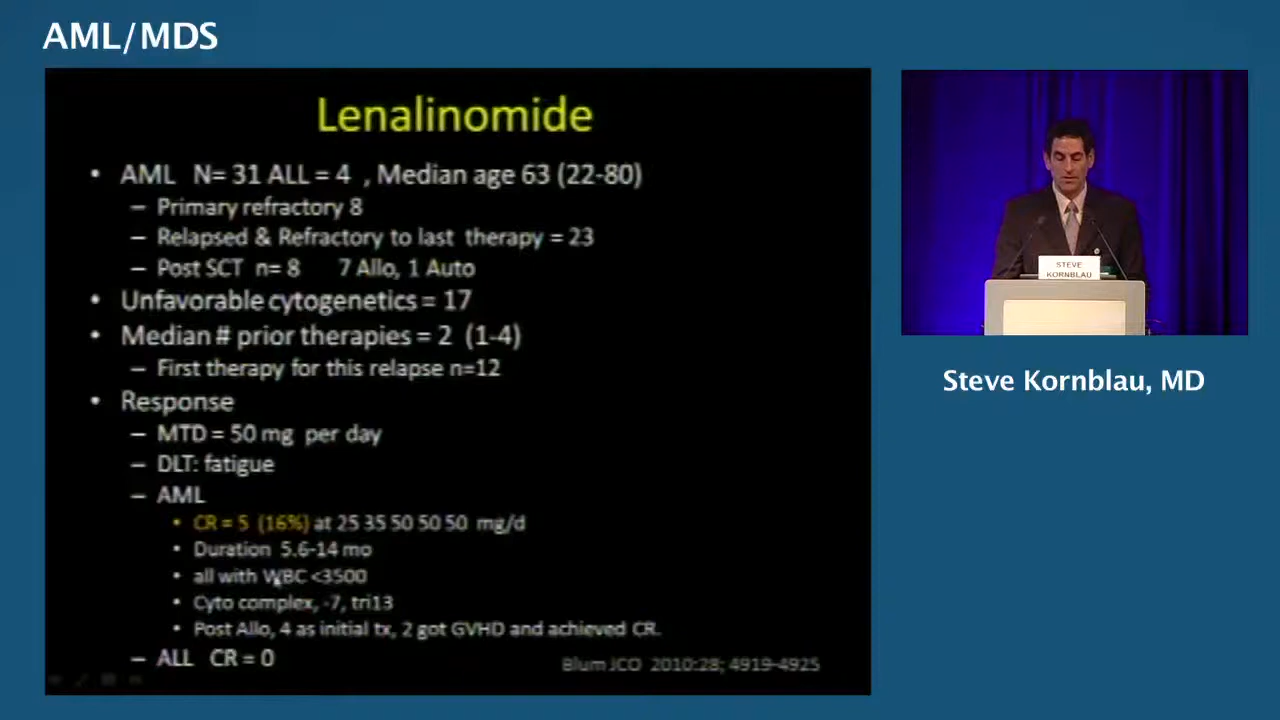 AML/MDS
Lenalinomide
• AML N= 31 ALL = 4 , Median age 63 (22-80)
– Primary refractory 8
– Relapsed & Refractory to last therapy = 23
– Post SCT n= 8 7 Allo, 1 Auto
• Unfavorable cytogenetics = 17
• Median # prior therapies = 2 (1-4)
– First therapy for this relapse n=12
• Response
– MTD = 50 mg per day
– DLT: fatigue
– AML
• CR = 5 (16%) at 25 35 50 50 50 mg/d
• Duration 5.6-14 mo
• all with WBC <3500
• Cyto complex, -7, tri13
• Post Allo, 4 as initial tx, 2 got GVHD and achieved CR.
– ALL CR = 0
Blum JCO 2010:28; 4919-4925
STEVE
KORNBLAU
Steve Kornblau, MD